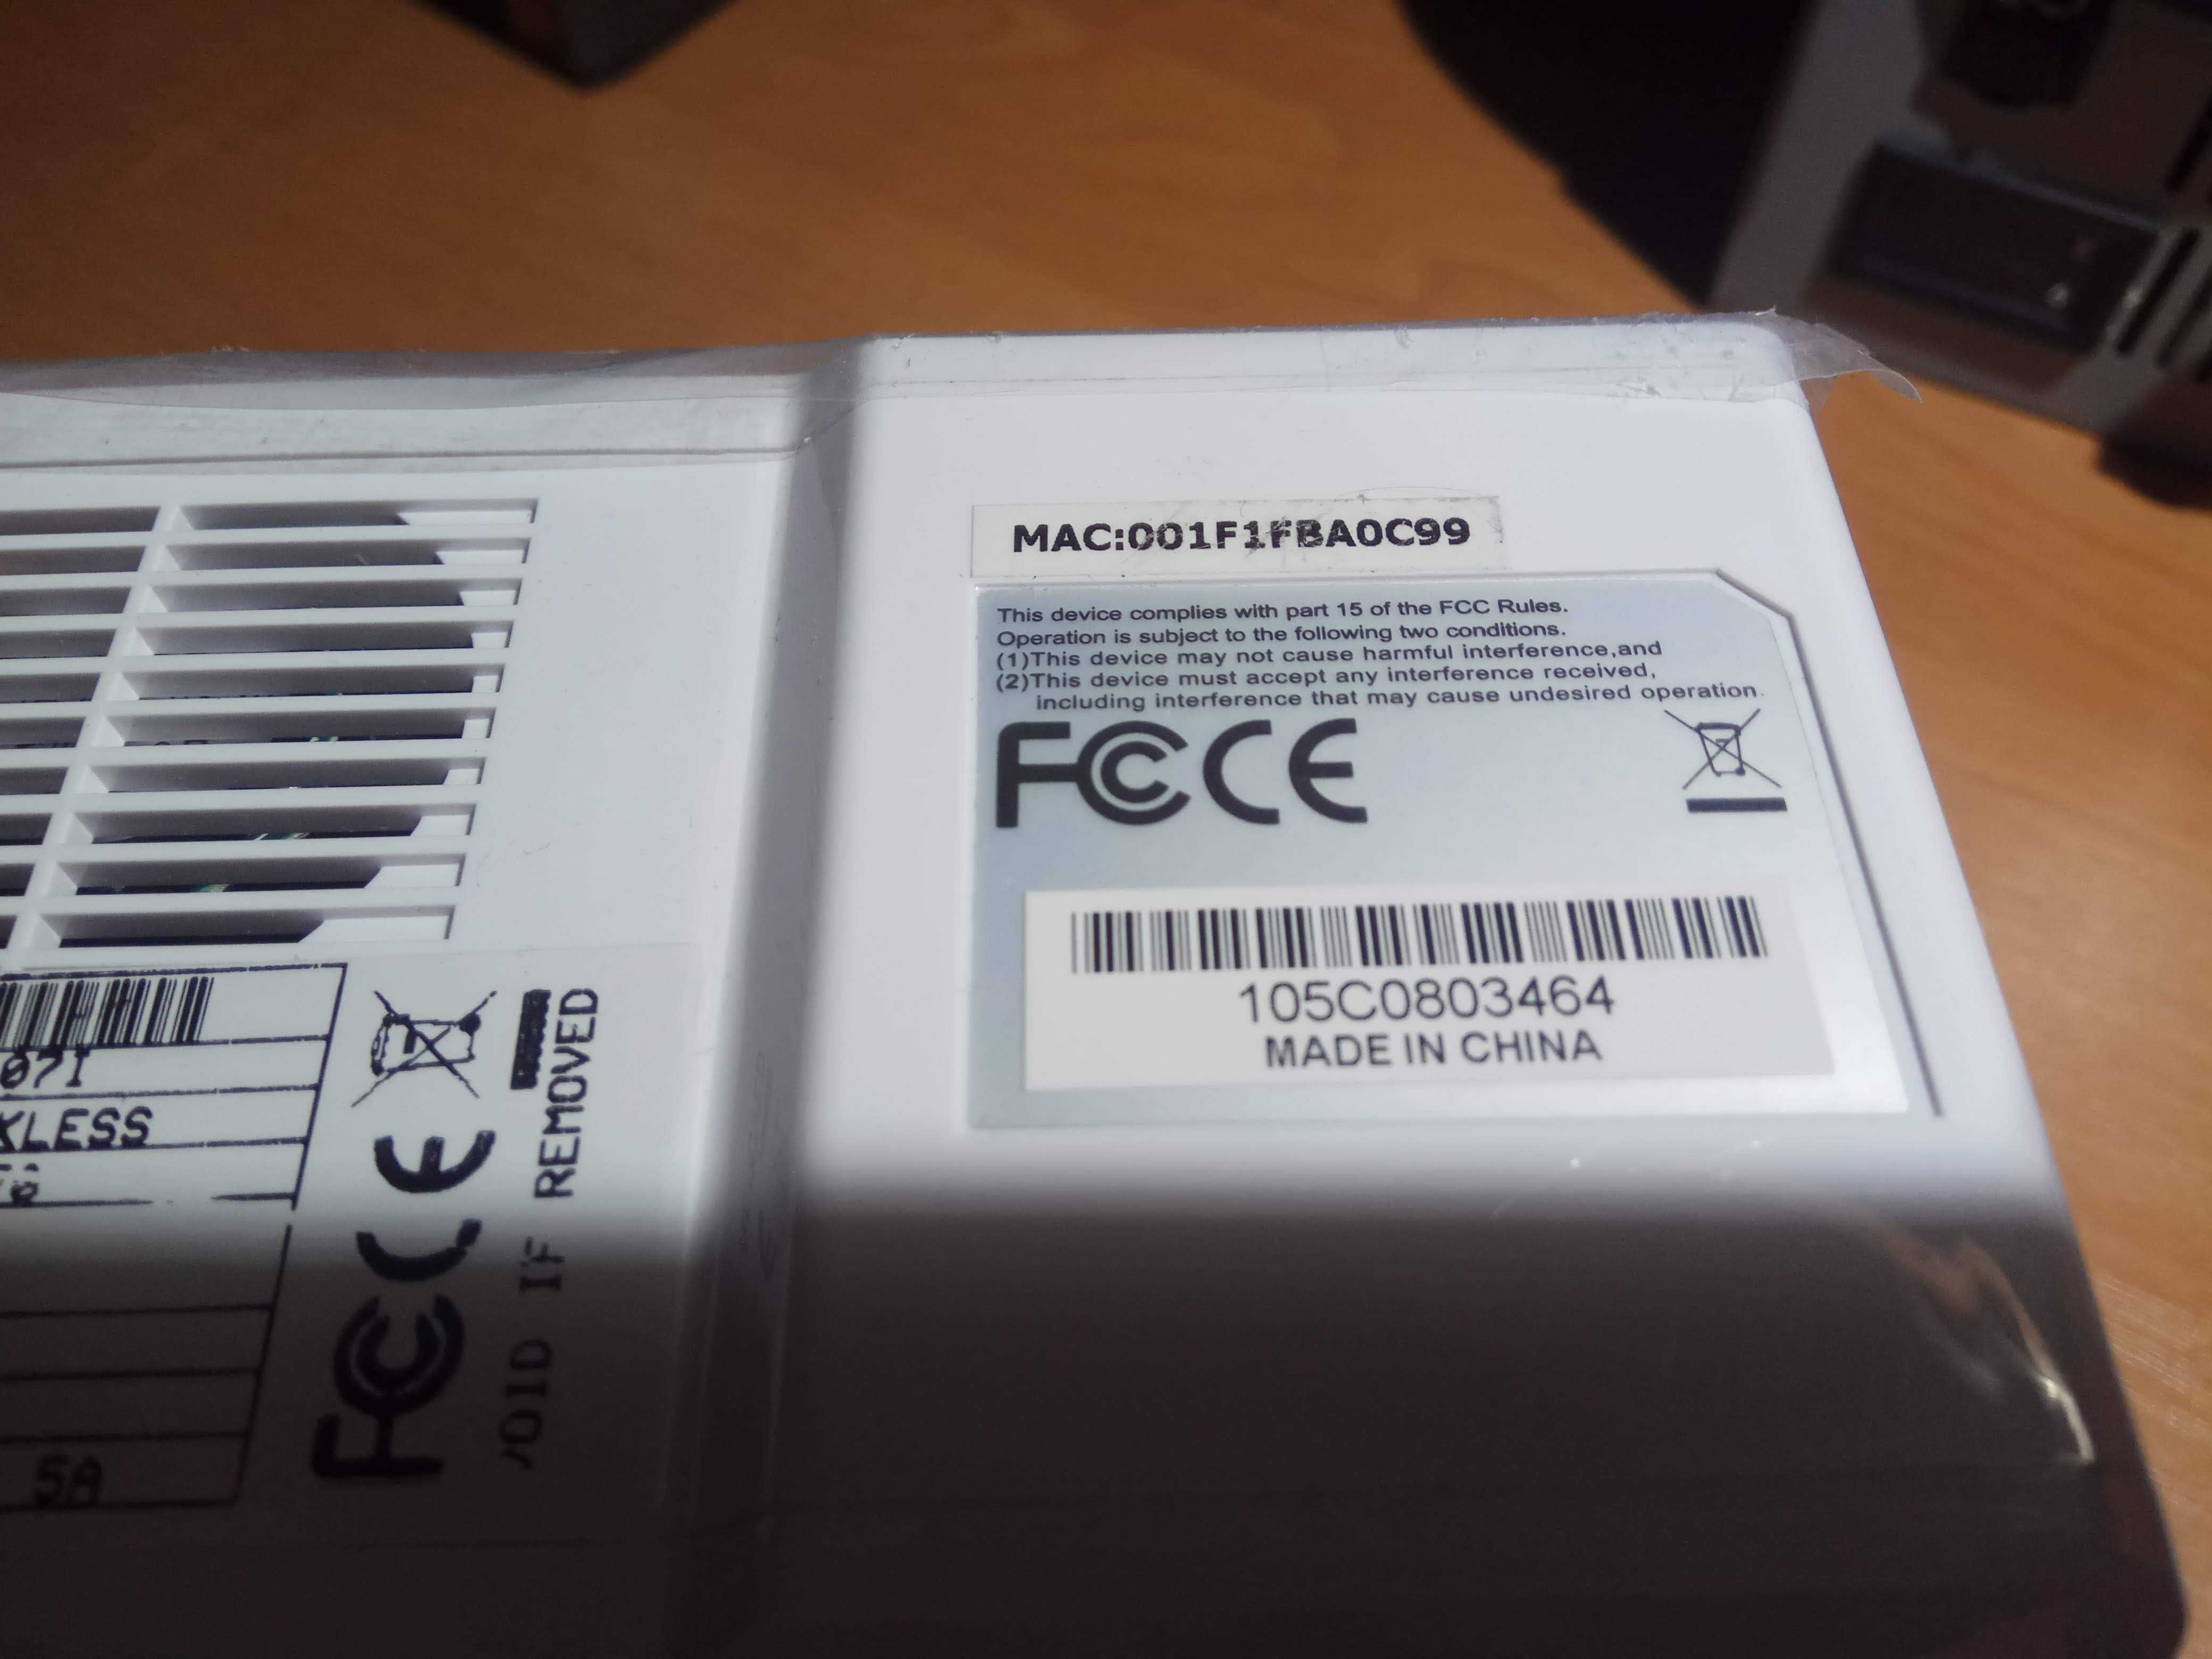 MAC:001F1FBA0C99
This device complies with part 15 of the FCC Rules.
Operation is subject to the following two conditions.
(1)This device may not cause harmful interference,and
(2)This device must accept any interference received,
including interference that may cause undesired operation.
FC CE
105C0803464
MADE IN CHINA
07I
KLESS
5A
FC CE
VOID IF REMOVED